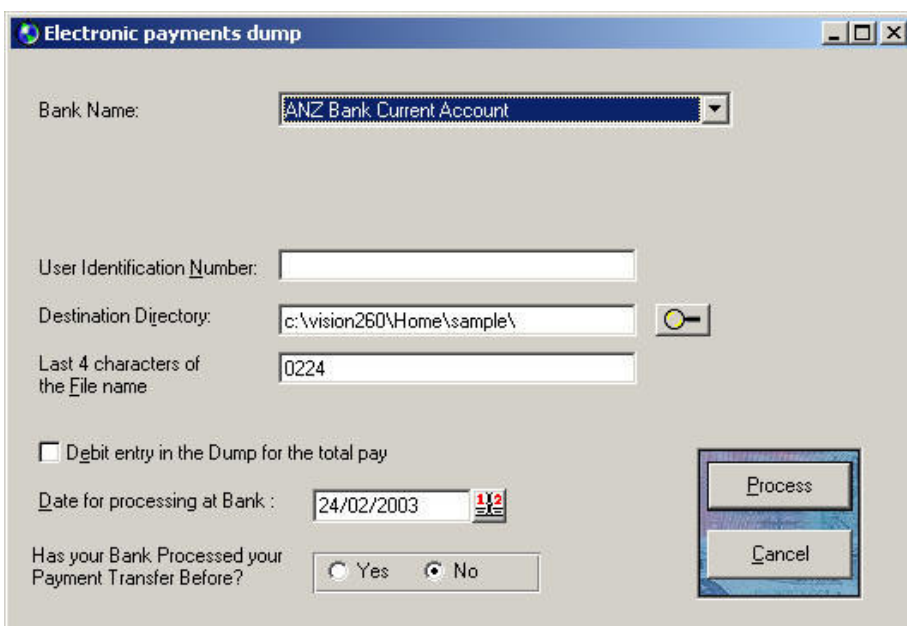 Electronic payments dump
Bank Name:
ANZ Bank Current Account
User Identification Number:
Destination Directory:
c:\vision260\Home\sample\
Last 4 characters of
the File name
0224
Debit entry in the Dump for the total pay
Date for processing at Bank :
24/02/2003
12
Has your Bank Processed your
Payment Transfer Before?
Yes
No
Process
Cancel